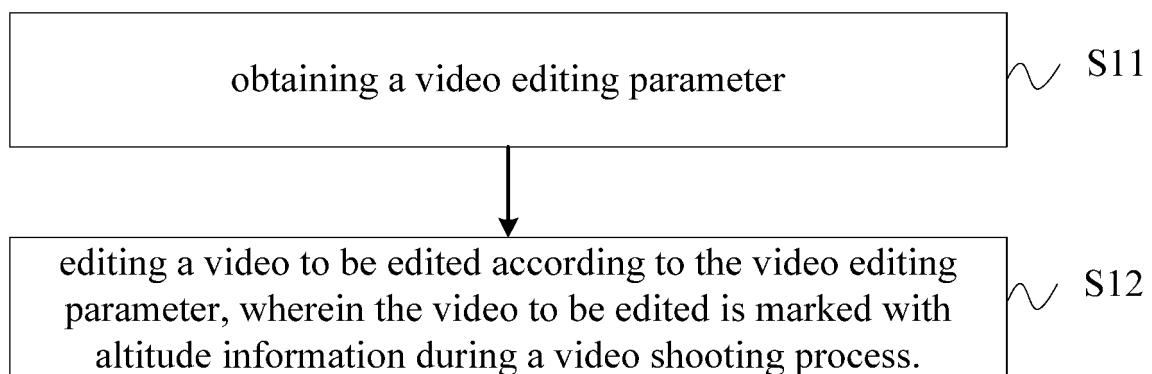 obtaining a video editing parameter
S11
editing a video to be edited according to the video editing
parameter, wherein the video to be edited is marked with
altitude information during a video shooting process.
S12